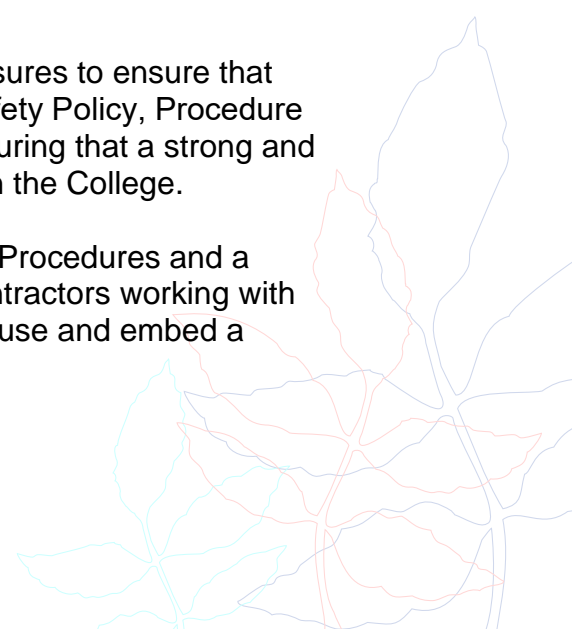 sures to ensure that
fety Policy, Procedure
uring that a strong and
n the College.
Procedures and a
ntractors working with
use and embed a